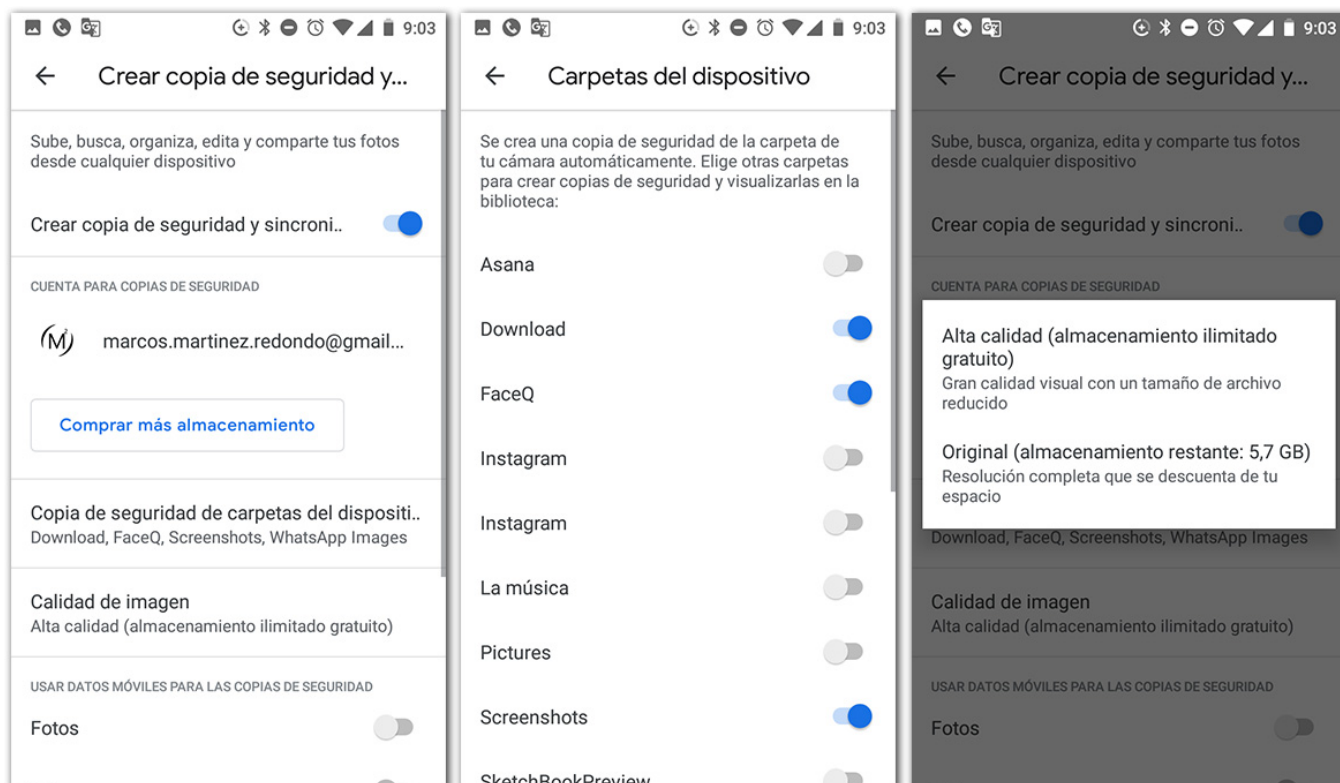 9:03
Crear copia de seguridad y...
Sube, busca, organiza, edita y comparte tus fotos
desde cualquier dispositivo
Crear copia de seguridad y sincroni..
CUENTA PARA COPIAS DE SEGURIDAD
M²
marcos.martinez.redondo@gmail...
Comprar más almacenamiento
Copia de seguridad de carpetas del dispositi..
Download, FaceQ, Screenshots, WhatsApp Images
Calidad de imagen
Alta calidad (almacenamiento ilimitado gratuito)
USAR DATOS MÓVILES PARA LAS COPIAS DE SEGURIDAD
Fotos
9:03
Carpetas del dispositivo
Se crea una copia de seguridad de la carpeta de
tu cámara automáticamente. Elige otras carpetas
para crear copias de seguridad y visualizarlas en la
biblioteca:
Asana
Download
FaceQ
Instagram
Instagram
La música
Pictures
Screenshots
SketchBookPreview
9:03
Crear copia de seguridad y...
Sube, busca, organiza, edita y comparte tus fotos
desde cualquier dispositivo
Crear copia de seguridad y sincroni..
CUENTA PARA COPIAS DE SEGURIDAD
Alta calidad (almacenamiento ilimitado
gratuito)
Gran calidad visual con un tamaño de archivo
reducido
Original (almacenamiento restante: 5,7 GB)
Resolución completa que se descuenta de tu
espacio
Download, FaceQ, Screenshots, WhatsApp Images
Calidad de imagen
Alta calidad (almacenamiento ilimitado gratuito)
USAR DATOS MÓVILES PARA LAS COPIAS DE SEGURIDAD
Fotos